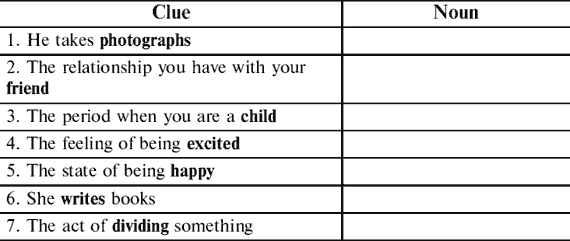 Clue Noun
1. He takes photographs
2. The relationship you have with your
friend
3. The period when you are a child
4. The feeling of being excited
5. The state of being happy
6. She writes books
7. The act of dividing something